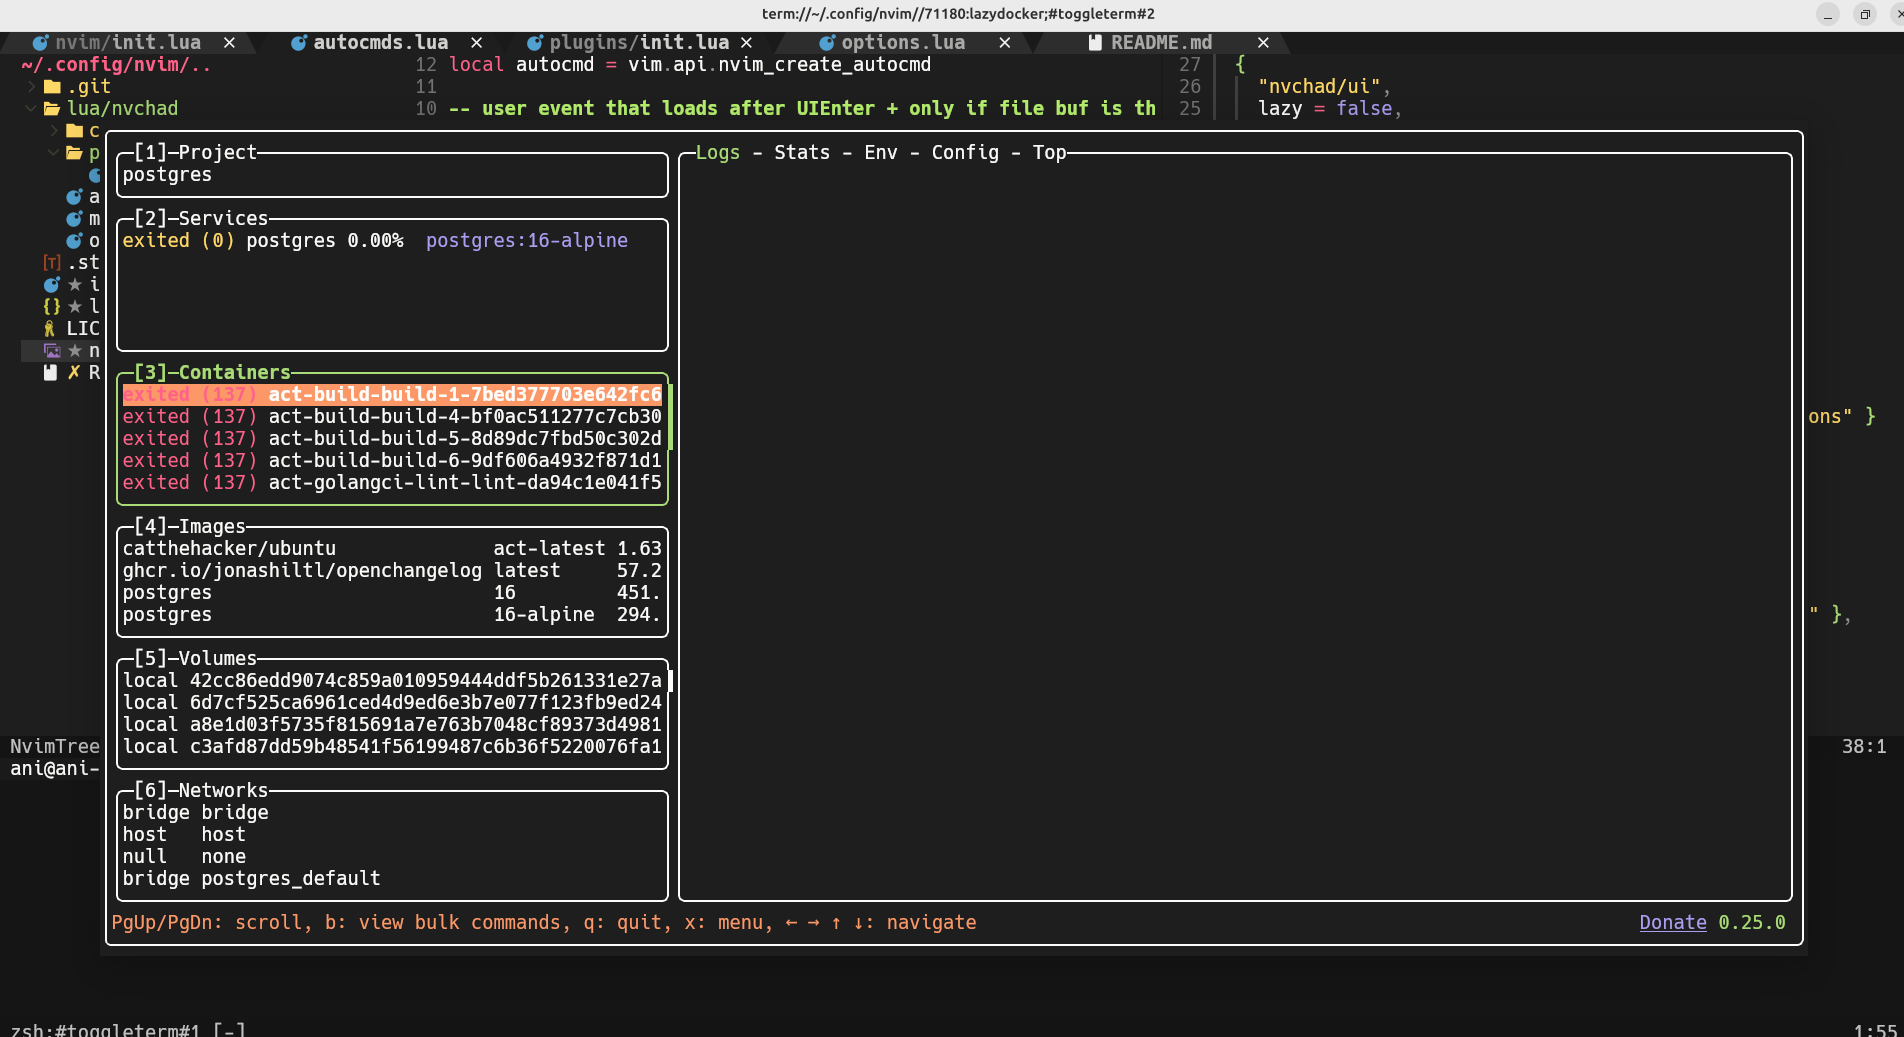 term://~/.config/nvim//71180:lazydocker;#toggleterm#2
nvim/init.lua × autocmds.lua × plugins/init.lua × options.lua × README.md ×
~/.config/nvim/..
.git
lua/nvchad
c
p
a
m
o
[T] .st
★ i
{} ★ l
LIC
★ n
✗ R
12 local autocmd = vim.api.nvim_create_autocmd
11
10 -- user event that loads after UIEnter + only if file buf is th
27 {
26 "nvchad/ui",
25 lazy = false,
ons" }
" },
[1]—Project
postgres
[2]—Services
exited (0) postgres 0.00% postgres:16-alpine
[3]—Containers
exited (137) act-build-build-1-7bed377703e642fc6
exited (137) act-build-build-4-bf0ac511277c7cb30
exited (137) act-build-build-5-8d89dc7fbd50c302d
exited (137) act-build-build-6-9df606a4932f871d1
exited (137) act-golangci-lint-lint-da94c1e041f5
[4]—Images
catthehacker/ubuntu act-latest 1.63
ghcr.io/jonashiltl/openchangelog latest 57.2
postgres 16 451.
postgres 16-alpine 294.
[5]—Volumes
local 42cc86edd9074c859a010959444ddf5b261331e27a
local 6d7cf525ca6961ced4d9ed6e3b7e077f123fb9ed24
local a8e1d03f5735f815691a7e763b7048cf89373d4981
local c3afd87dd59b48541f56199487c6b36f5220076fa1
[6]—Networks
bridge bridge
host host
null none
bridge postgres_default
Logs - Stats - Env - Config - Top
PgUp/PgDn: scroll, b: view bulk commands, q: quit, x: menu, ← → ↑ ↓: navigate
Donate 0.25.0
NvimTree
38:1
ani@ani-
zsh;#toggleterm#1 [-]
1:55